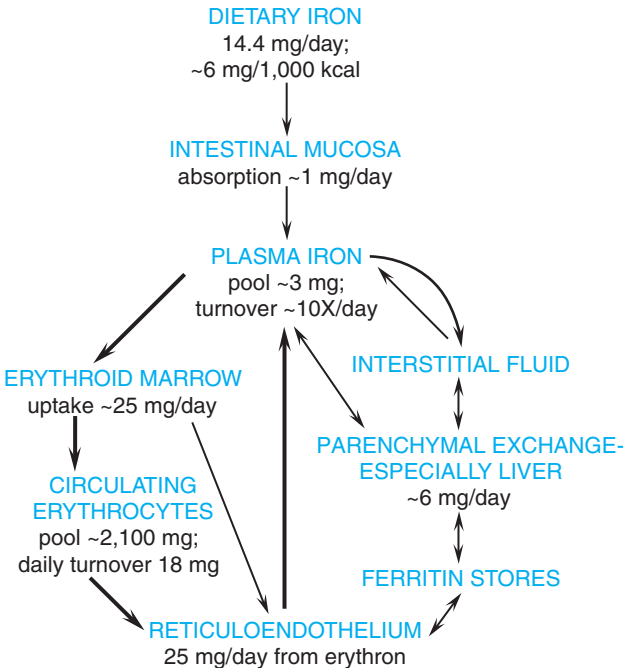 DIETARY IRON
14.4 mg/day;
~6 mg/1,000 kcal
INTESTINAL MUCOSA
absorption ~1 mg/day
PLASMA IRON
pool ~3 mg;
turnover ~10X/day
INTERSTITIAL FLUID
ERYTHROID MARROW
uptake ~25 mg/day
PARENCHYMAL EXCHANGE-
ESPECIALLY LIVER
~6 mg/day
CIRCULATING
ERYTHROCYTES
pool ~2,100 mg;
daily turnover 18 mg
FERRITIN STORES
RETICULOENDOTHELIUM
25 mg/day from erythron